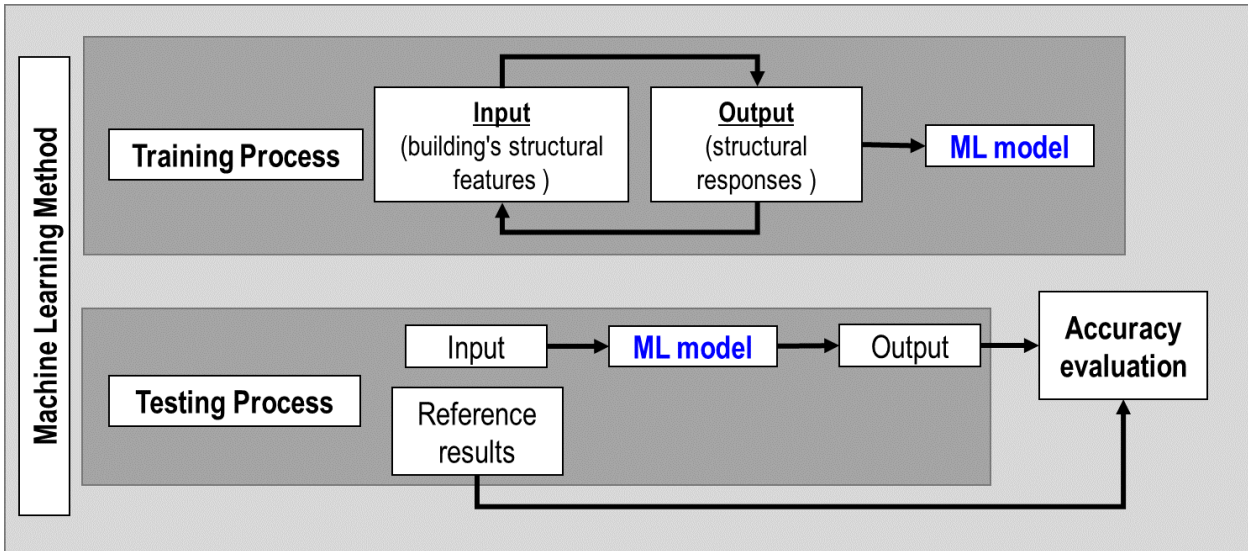 Machine Learning Method
Training Process
Input
(building's structural
features )
Output
(structural
responses )
ML model
Testing Process
Input
ML model
Output
Reference
results
Accuracy
evaluation